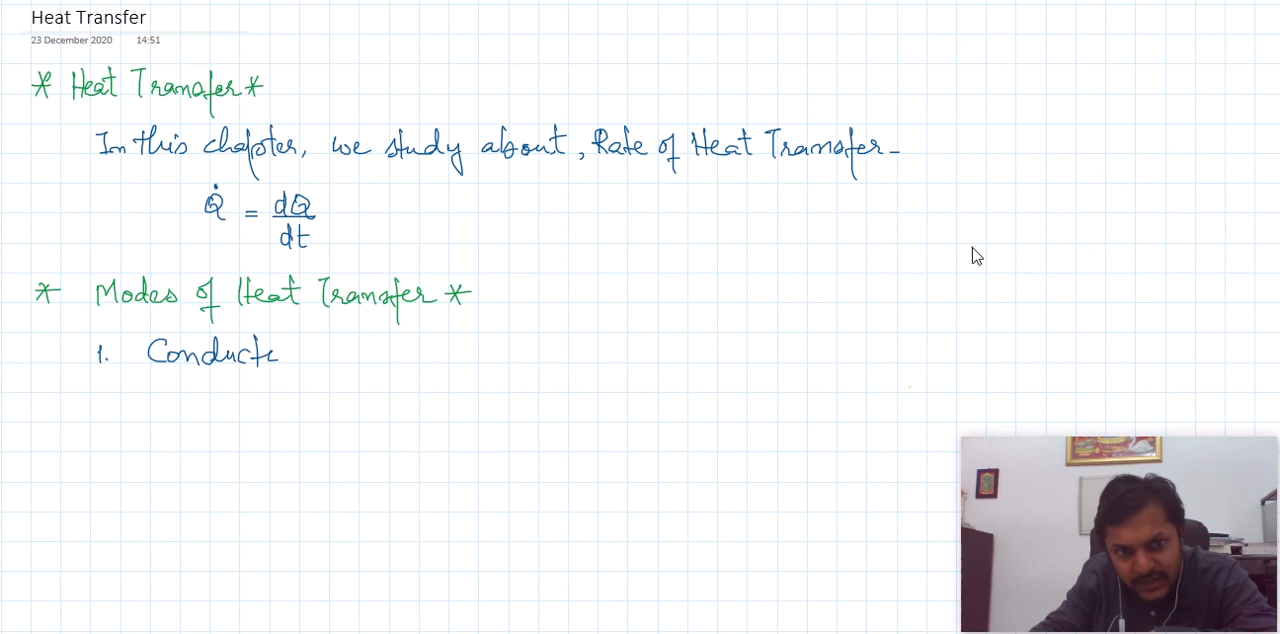 Heat Transfer
23 December 2020 14:51
* Heat Transfer *
In this chapter, we study about, Rate of Heat Transfer-
Q̇ = dQ/dt
* Modes of Heat Transfer *
1. Conducti